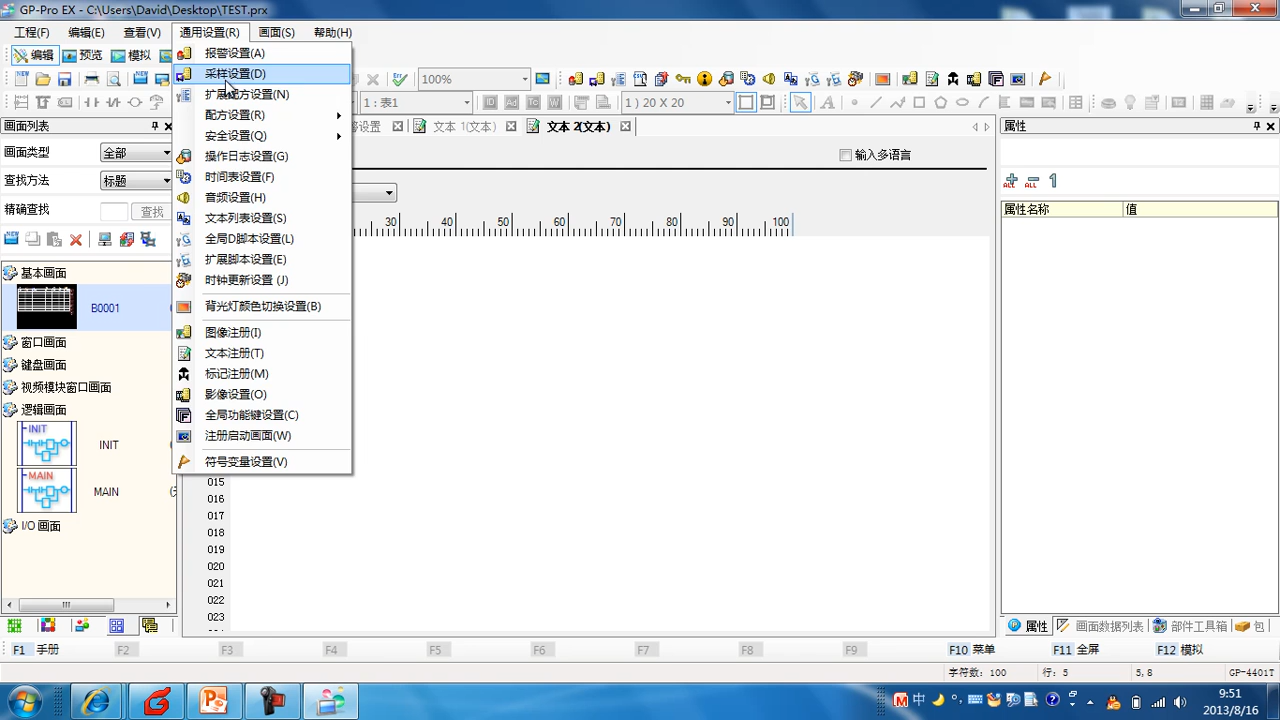 GP-Pro EX - C:\Users\David\Desktop\TEST.prx
工程(F) 编辑(E) 查看(V) 通用设置(R) 画面(S) 帮助(H)
编辑 预览 模拟
100%
1 : 表1 1 ) 20 X 20
画面列表
文本 1(文本) 文本 2(文本)
属性
画面类型 全部
查找方法 标题
精确查找 查找
输入多语言
属性名称 值
30 40 50 60 70 80 90 100
报警设置(A)
采样设置(D)
扩展配方设置(N)
配方设置(R)
安全设置(Q)
操作日志设置(G)
时间表设置(F)
音频设置(H)
文本列表设置(S)
全局D脚本设置(L)
扩展脚本设置(E)
时钟更新设置 (J)
背光灯颜色切换设置(B)
图像注册(I)
文本注册(T)
标记注册(M)
影像设置(O)
全局功能键设置(C)
注册启动画面(W)
符号变量设置(V)
基本画面
B0001
窗口画面
键盘画面
视频模块窗口画面
逻辑画面
INIT INIT
MAIN MAIN
I/O 画面
015
016
017
018
019
020
021
022
023
属性 画面数据列表 部件工具箱 包
F1 手册 F2 F3 F4 F5 F6 F7 F8 F9 F10 菜单 F11 全屏 F12 模拟
字符数: 100 行: 5 5,8 GP-4401T
中
9:51
2013/8/16